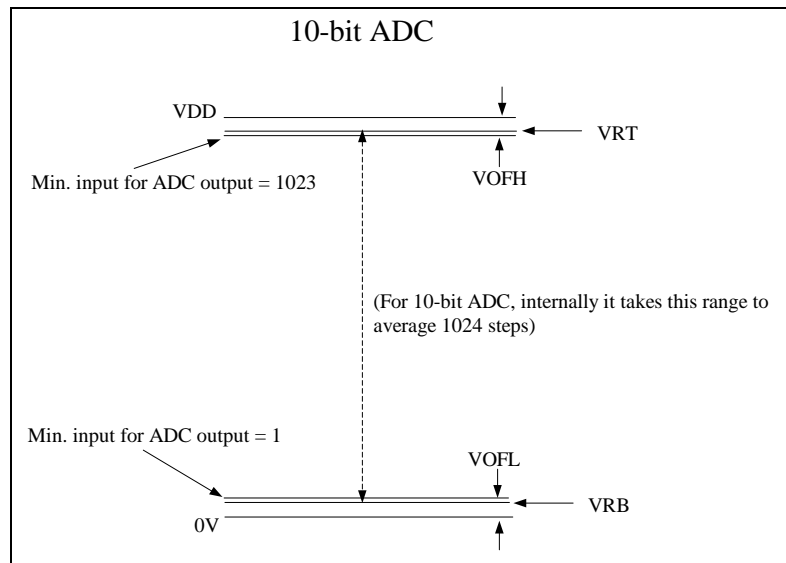 10-bit ADC
VDD
VRT
Min. input for ADC output = 1023
VOFH
(For 10-bit ADC, internally it takes this range to
average 1024 steps)
Min. input for ADC output = 1
VOFL
VRB
0V